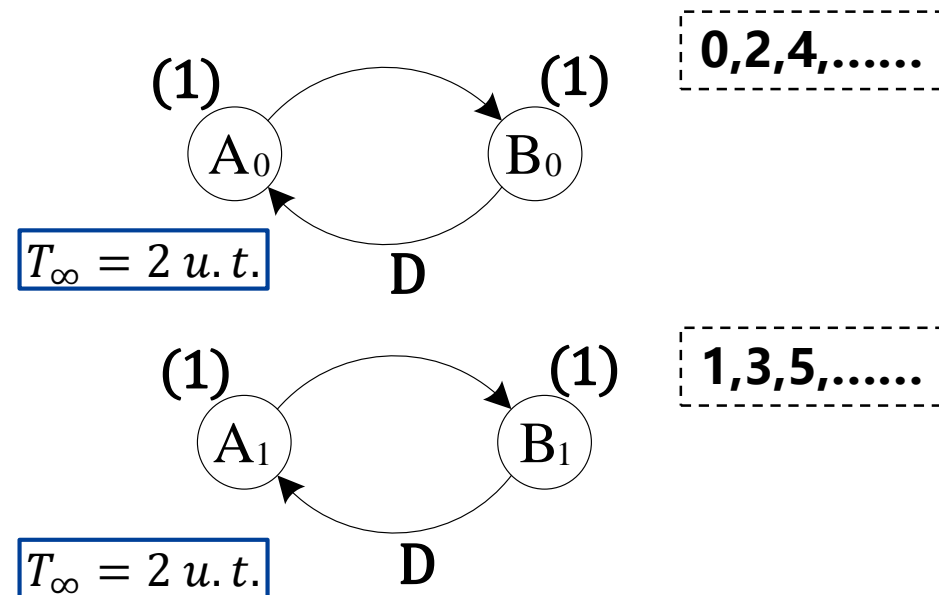 (1) (1) 0,2,4,......
A₀ B₀
T∞ = 2 u. t.
D
(1) (1) 1,3,5,......
A₁ B₁
T∞ = 2 u. t.
D